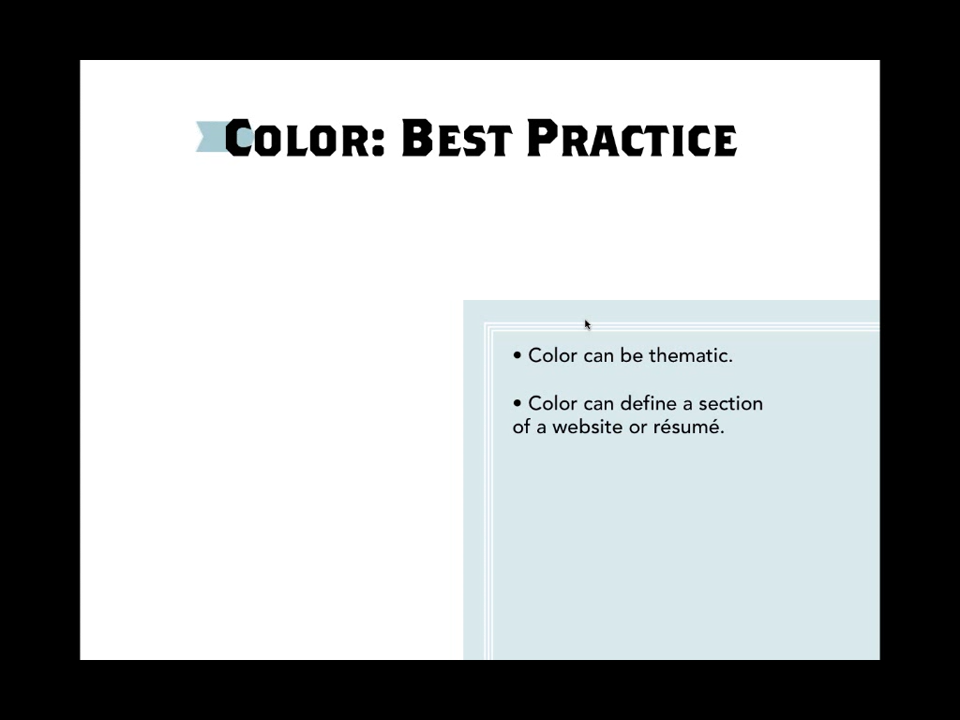 Color: Best Practice
• Color can be thematic.
• Color can define a section
of a website or résumé.